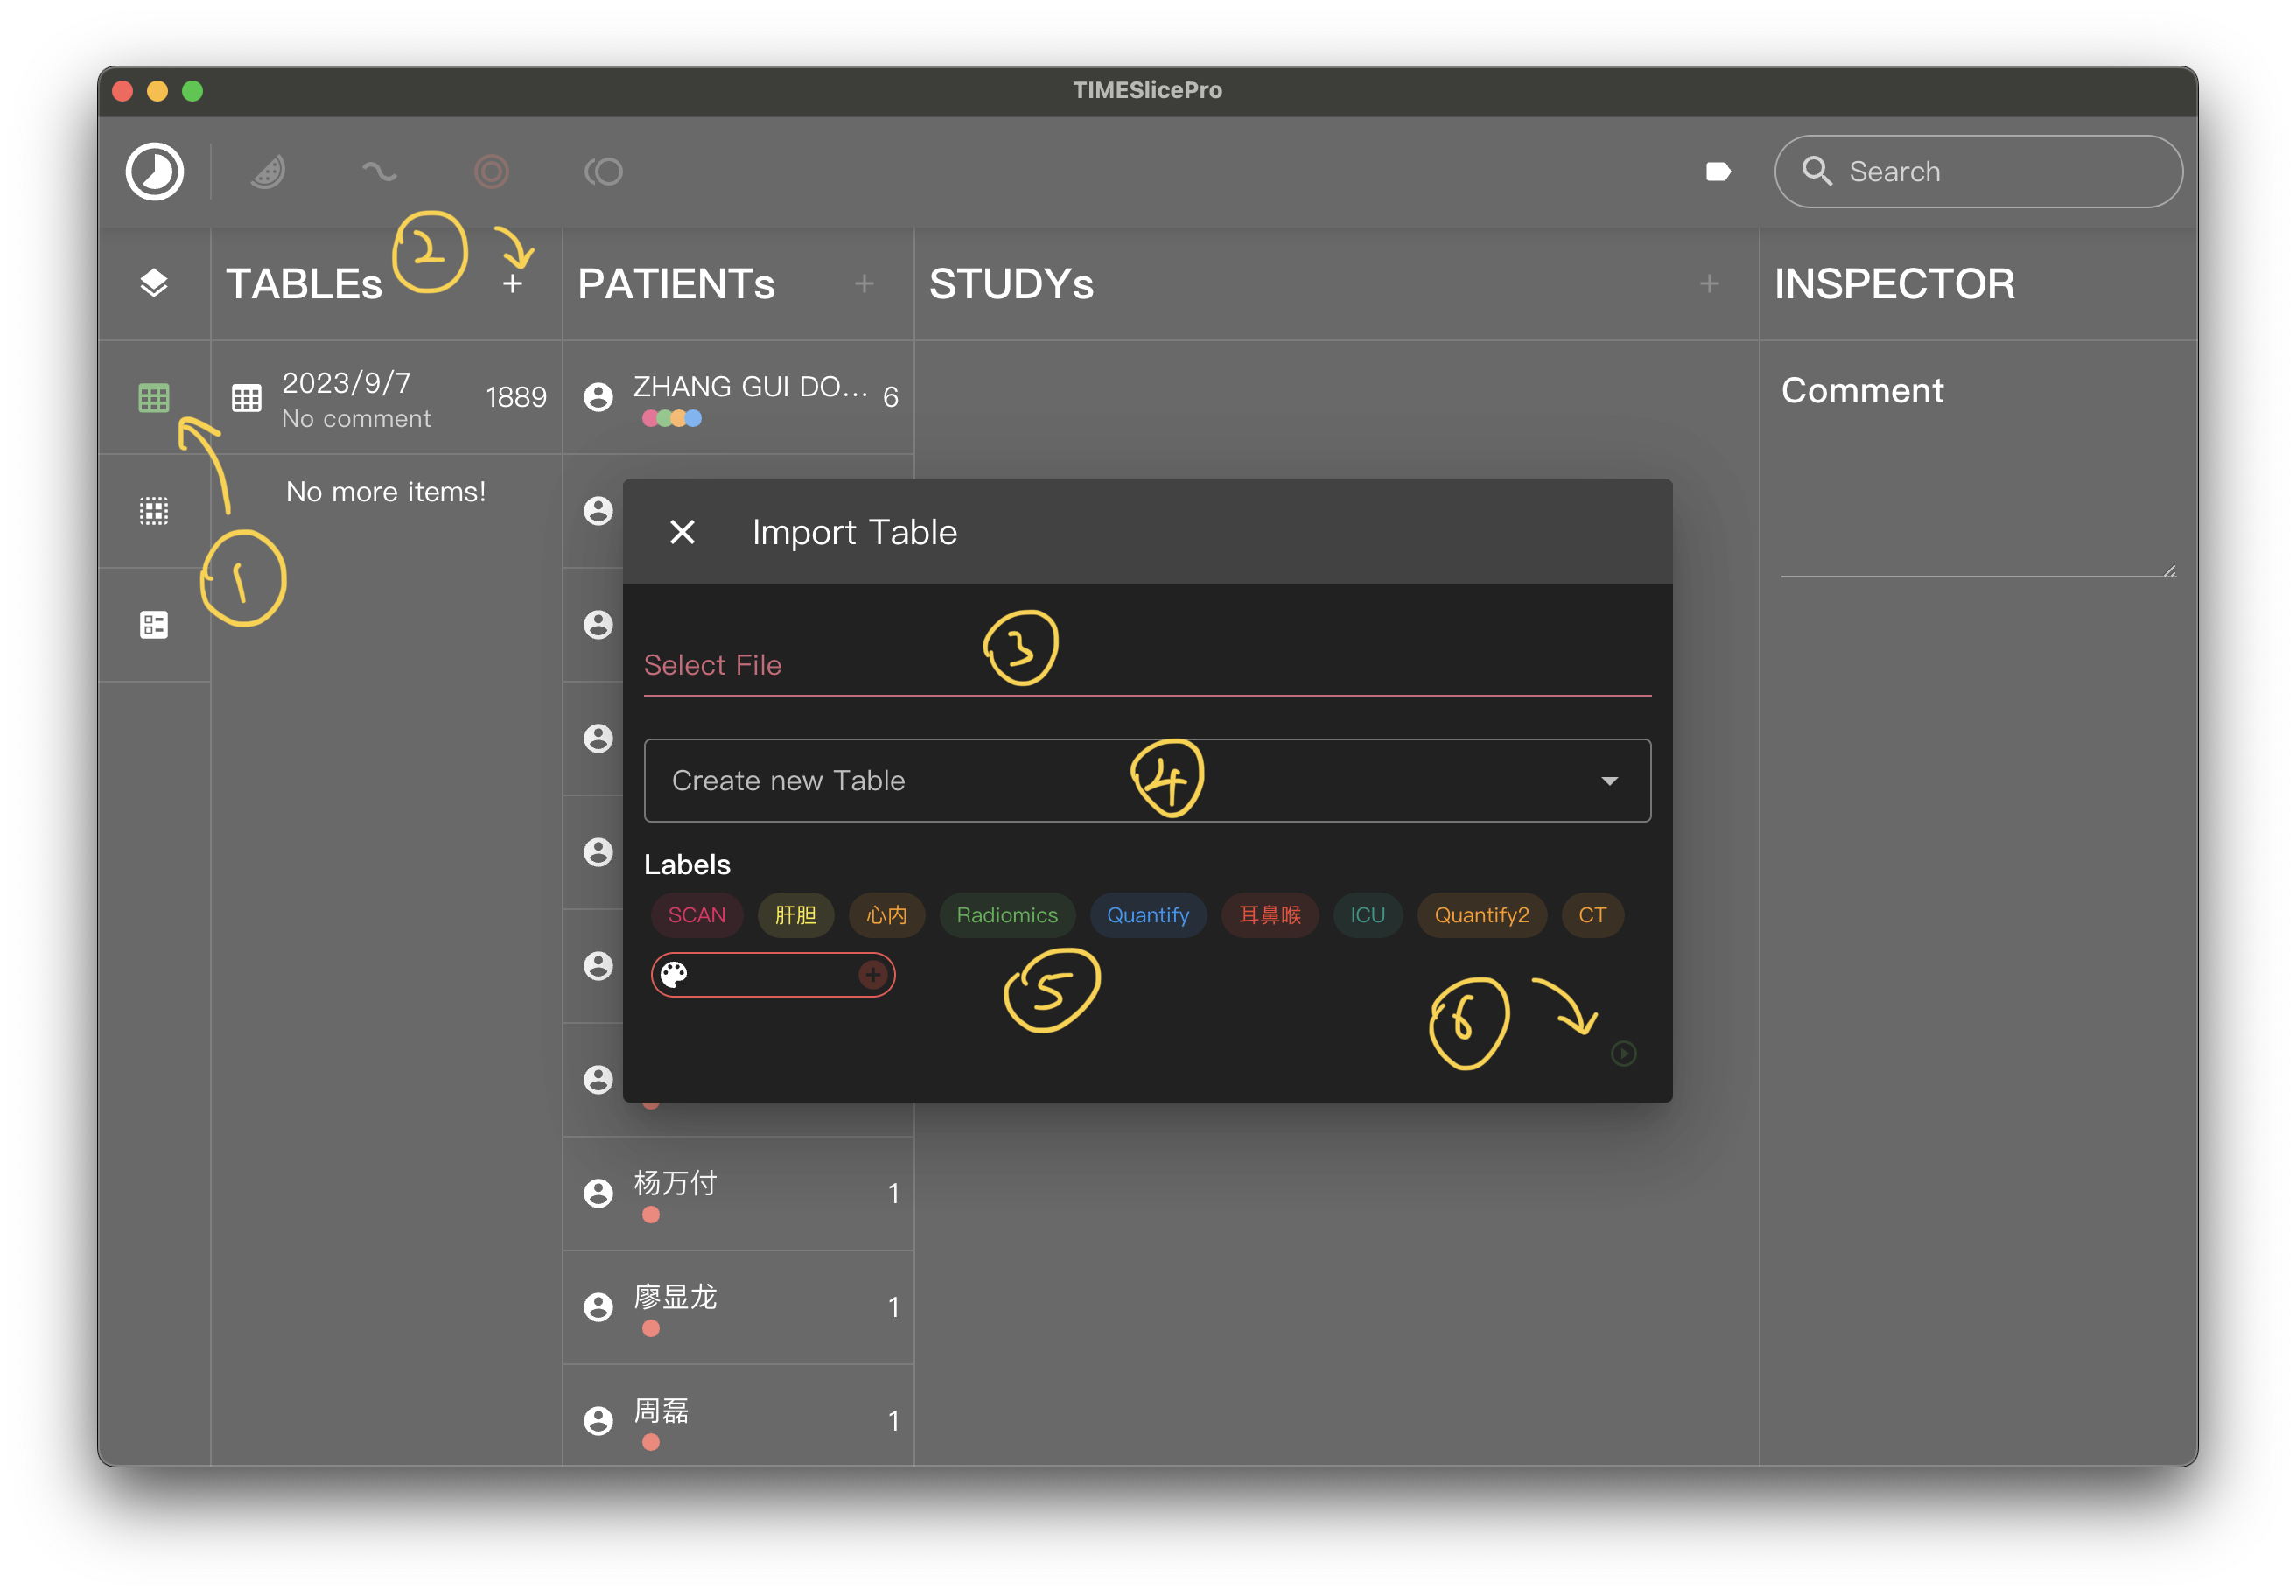 TIMESlicePro
Search
2
TABLEs
PATIENTs
STUDYs
INSPECTOR
2023/9/7
No comment
1889
ZHANG GUI DO...
6
Comment
No more items!
1
Import Table
Select File
3
Create new Table
4
Labels
SCAN 肝胆 心内 Radiomics Quantify 耳鼻喉 ICU Quantify2 CT
5
6
杨万付
1
廖显龙
1
周磊
1